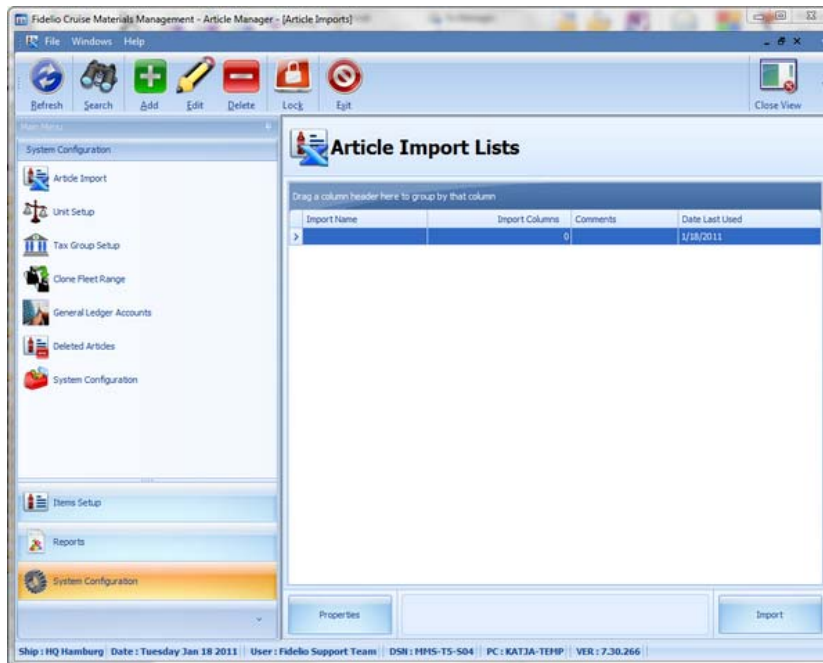 Fidelio Cruise Materials Management - Article Manager - [Article Imports]
File Windows Help
Refresh Search Add Edit Delete Lock Exit Close View
Main Menu
System Configuration
Article Import
Unit Setup
Tax Group Setup
Clone Fleet Range
General Ledger Accounts
Deleted Articles
System Configuration
Items Setup
Reports
System Configuration
Article Import Lists
Drag a column header here to group by that column
Import Name Import Columns Comments Date Last Used
0 1/18/2011
Properties Import
Ship : HQ Hamburg Date : Tuesday Jan 18 2011 User : Fidelio Support Team DSN : MMS-T5-504 PC : KATJA-TEMP VER : 7.30.266